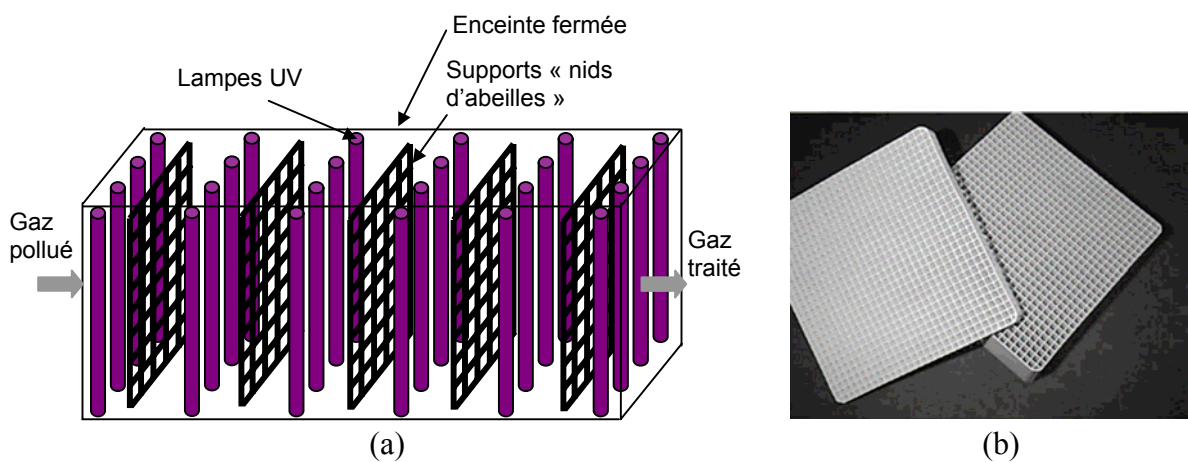 Enceinte fermée
Lampes UV
Supports « nids
d'abeilles »
Gaz
pollué
Gaz
traité
(a)
(b)